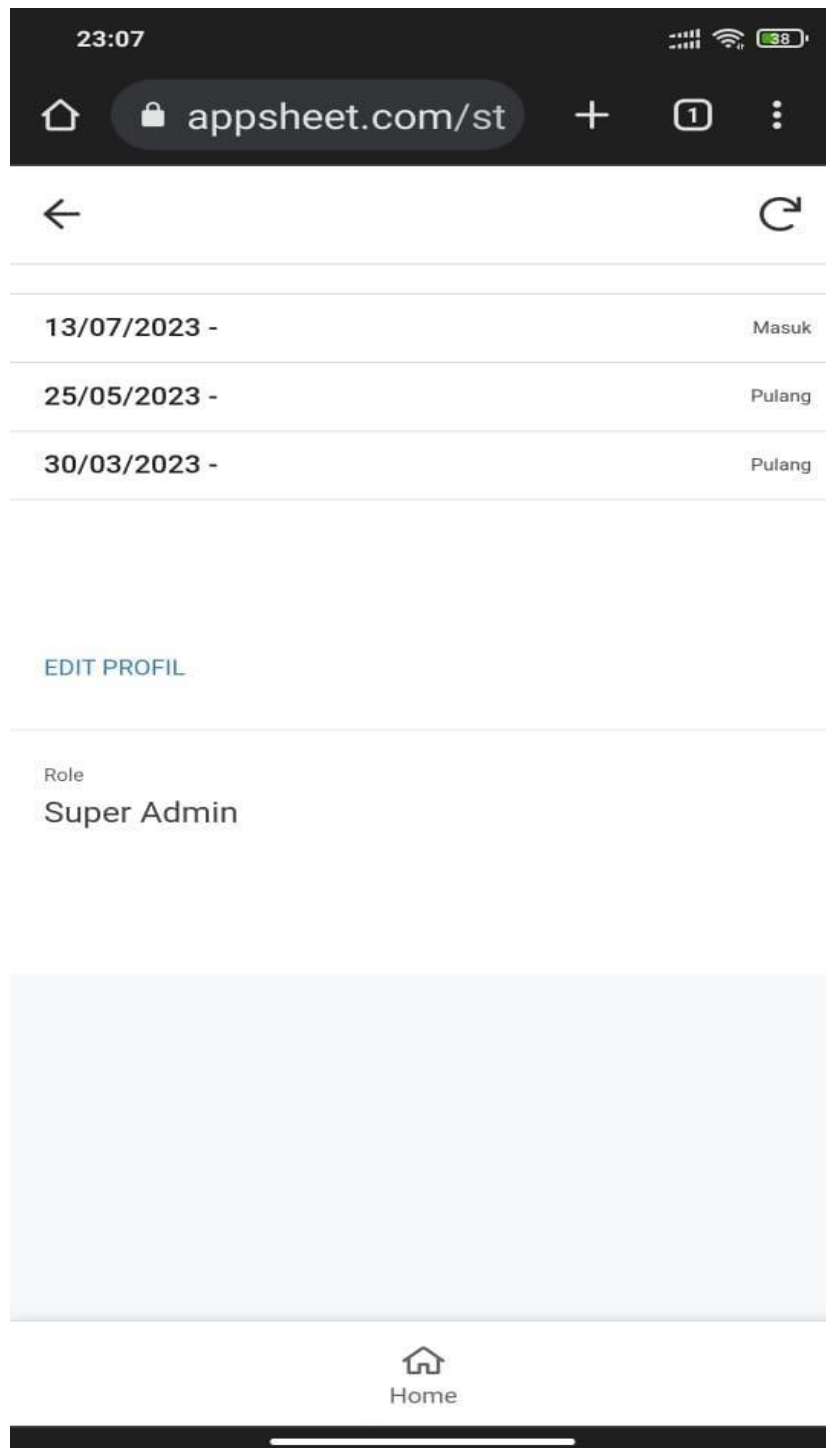 23:07
38
appsheet.com/st
1
13/07/2023 - Masuk
25/05/2023 - Pulang
30/03/2023 - Pulang
EDIT PROFIL
Role
Super Admin
Home